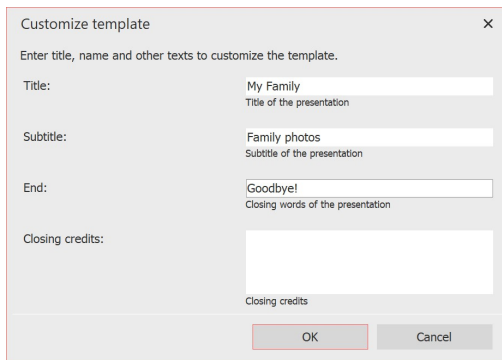 Customize template
Enter title, name and other texts to customize the template.
Title:
My Family
Title of the presentation
Subtitle:
Family photos
Subtitle of the presentation
End:
Goodbye!
Closing words of the presentation
Closing credits:
Closing credits
OK
Cancel